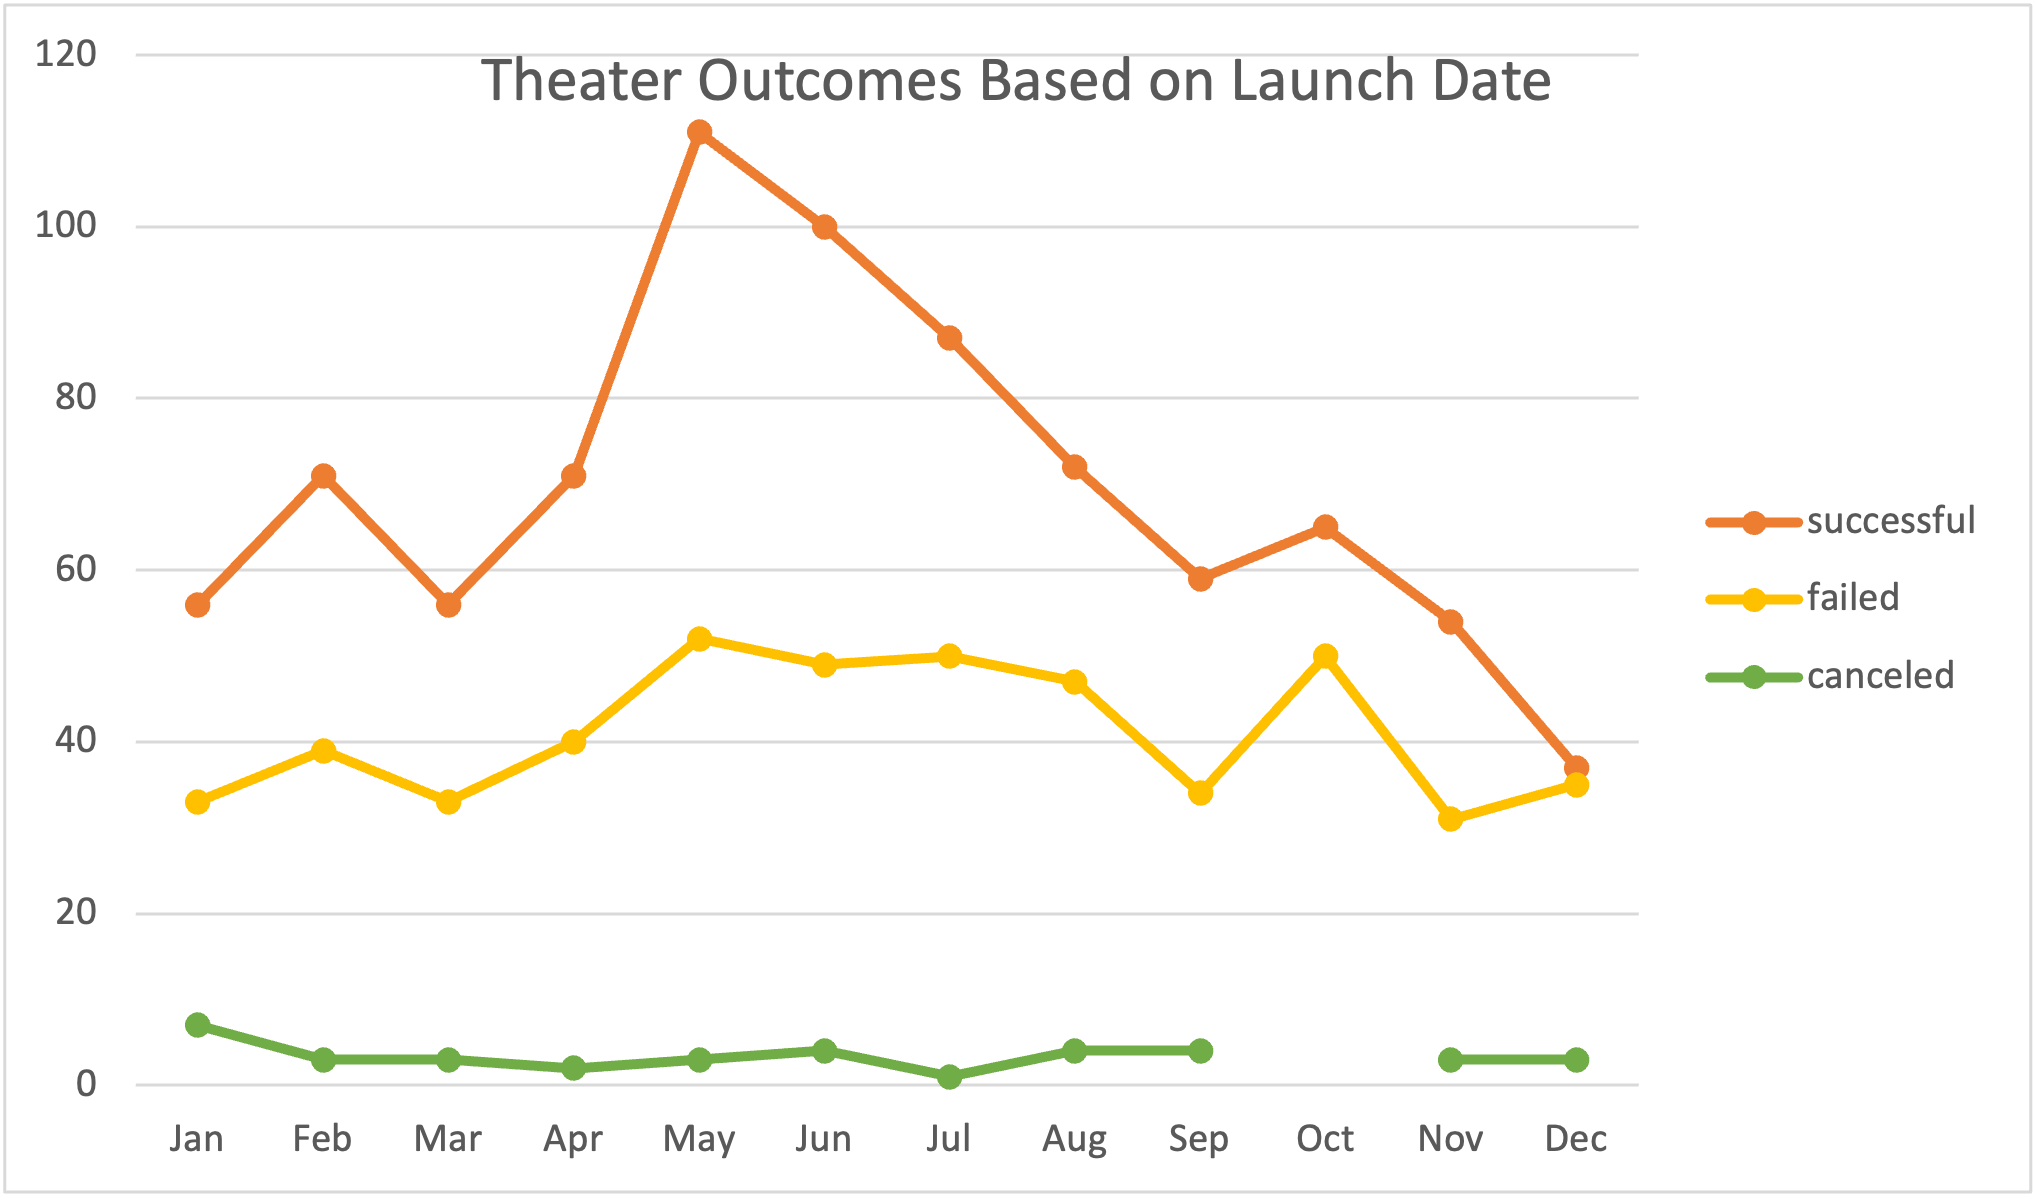 Theater Outcomes Based on Launch Date
120
100
80
60
40
20
0
Jan Feb Mar Apr May Jun Jul Aug Sep Oct Nov Dec
successful
failed
canceled